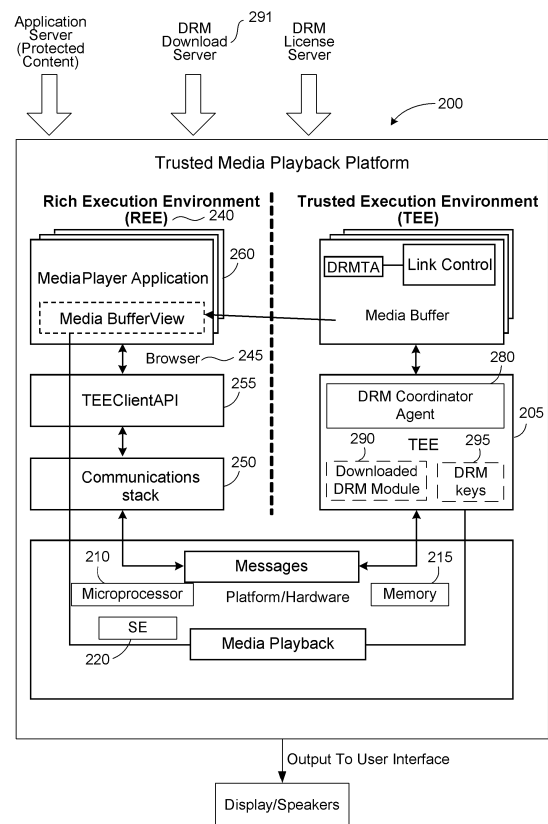 Application
Server
(Protected
Content)
DRM
Download
Server
291
DRM
License
Server
200
Trusted Media Playback Platform
Rich Execution Environment
(REE)
240
Trusted Execution Environment
(TEE)
260
MediaPlayer Application
Media BufferView
DRMTA
Link Control
Media Buffer
Browser
245
280
TEEClientAPI
255
DRM Coordinator
Agent
205
290
TEE
295
Downloaded
DRM Module
DRM
keys
Communications
stack
250
210
Messages
215
Microprocessor
Platform/Hardware
Memory
SE
220
Media Playback
Output To User Interface
Display/Speakers